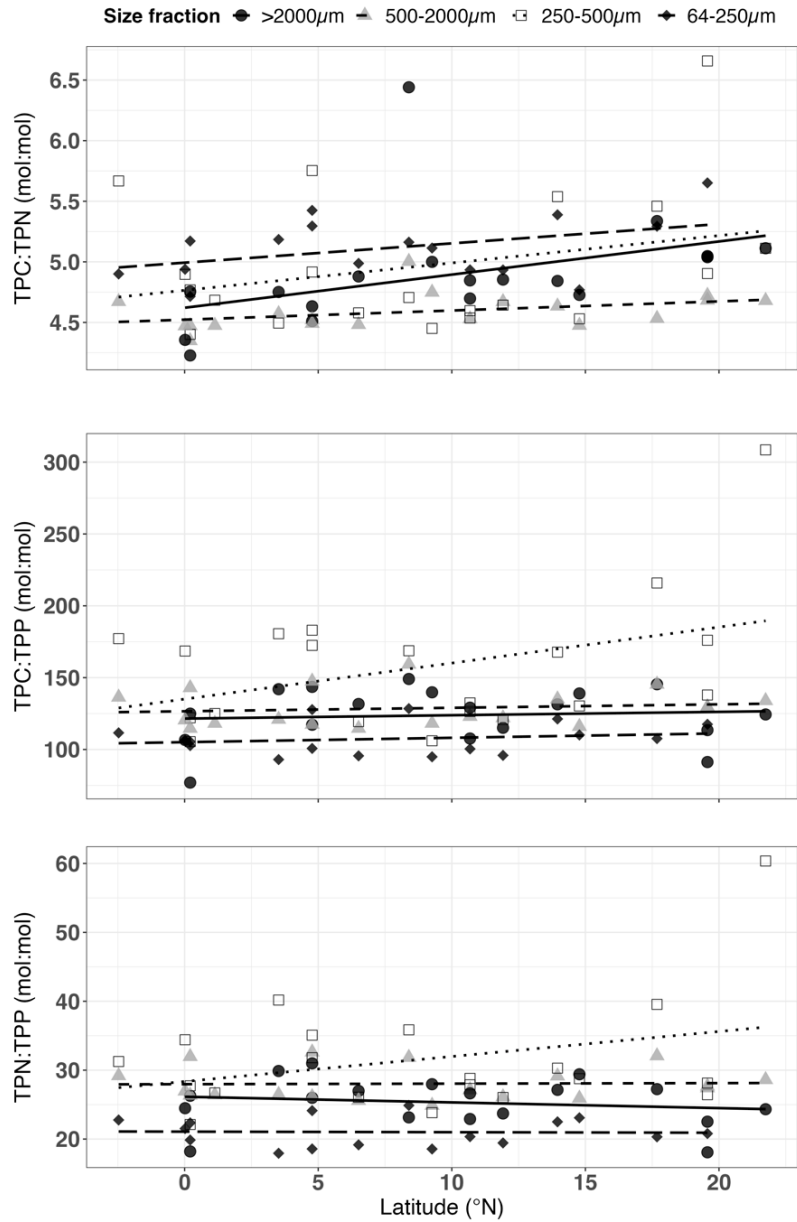 Size fraction >2000µm 500-2000µm 250-500µm 64-250µm
TPC:TPN (mol:mol)
6.5
6.0
5.5
5.0
4.5
TPC:TPP (mol:mol)
300
250
200
150
100
TPN:TPP (mol:mol)
60
50
40
30
20
0 5 10 15 20
Latitude (°N)